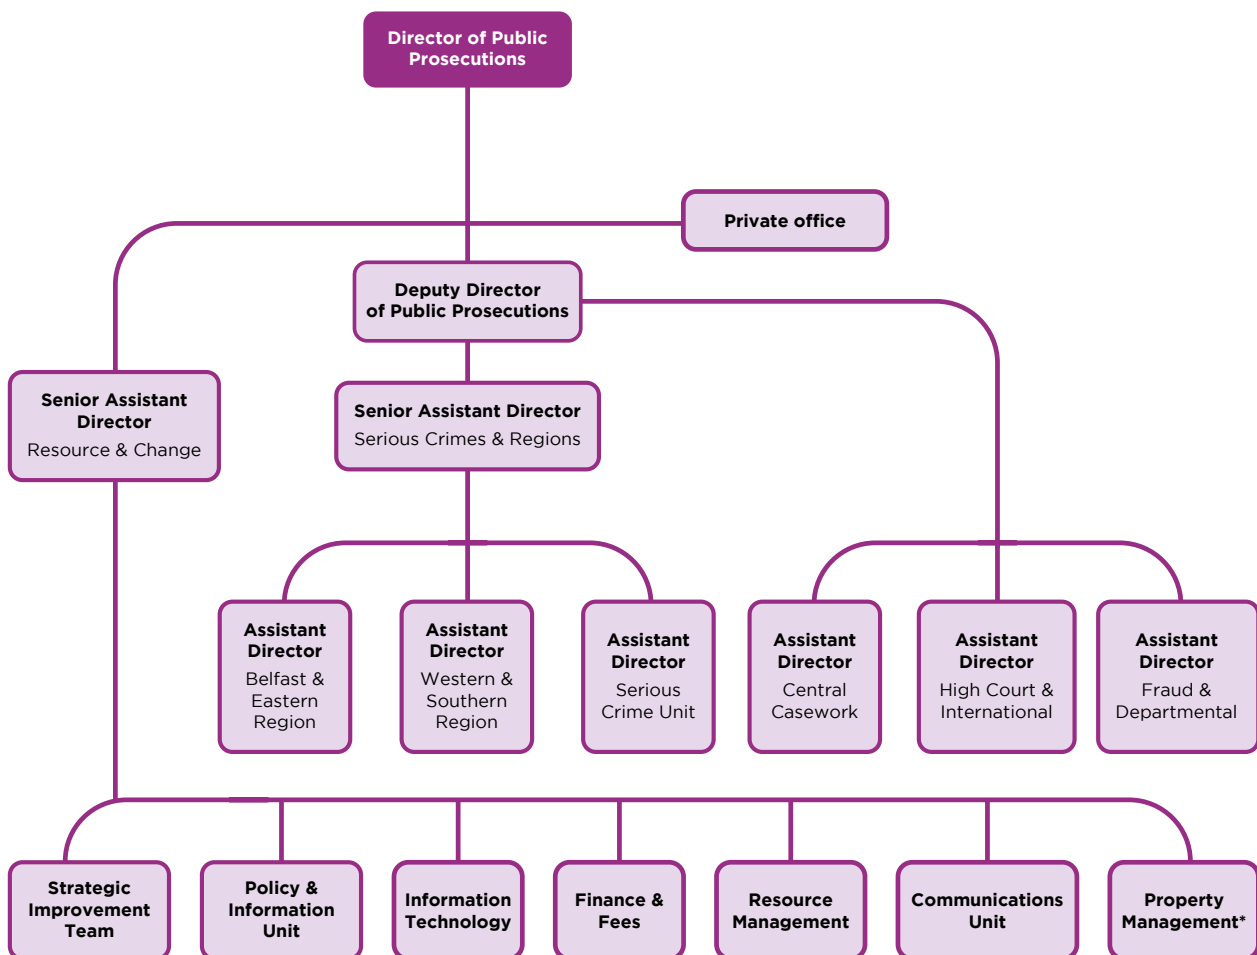 Director of Public
Prosecutions
Private office
Deputy Director
of Public Prosecutions
Senior Assistant
Director
Resource & Change
Senior Assistant Director
Serious Crimes & Regions
Assistant
Director
Belfast &
Eastern
Region
Assistant
Director
Western &
Southern
Region
Assistant
Director
Serious
Crime Unit
Assistant
Director
Central
Casework
Assistant
Director
High Court &
International
Assistant
Director
Fraud &
Departmental
Strategic
Improvement
Team
Policy &
Information
Unit
Information
Technology
Finance &
Fees
Resource
Management
Communications
Unit
Property
Management*